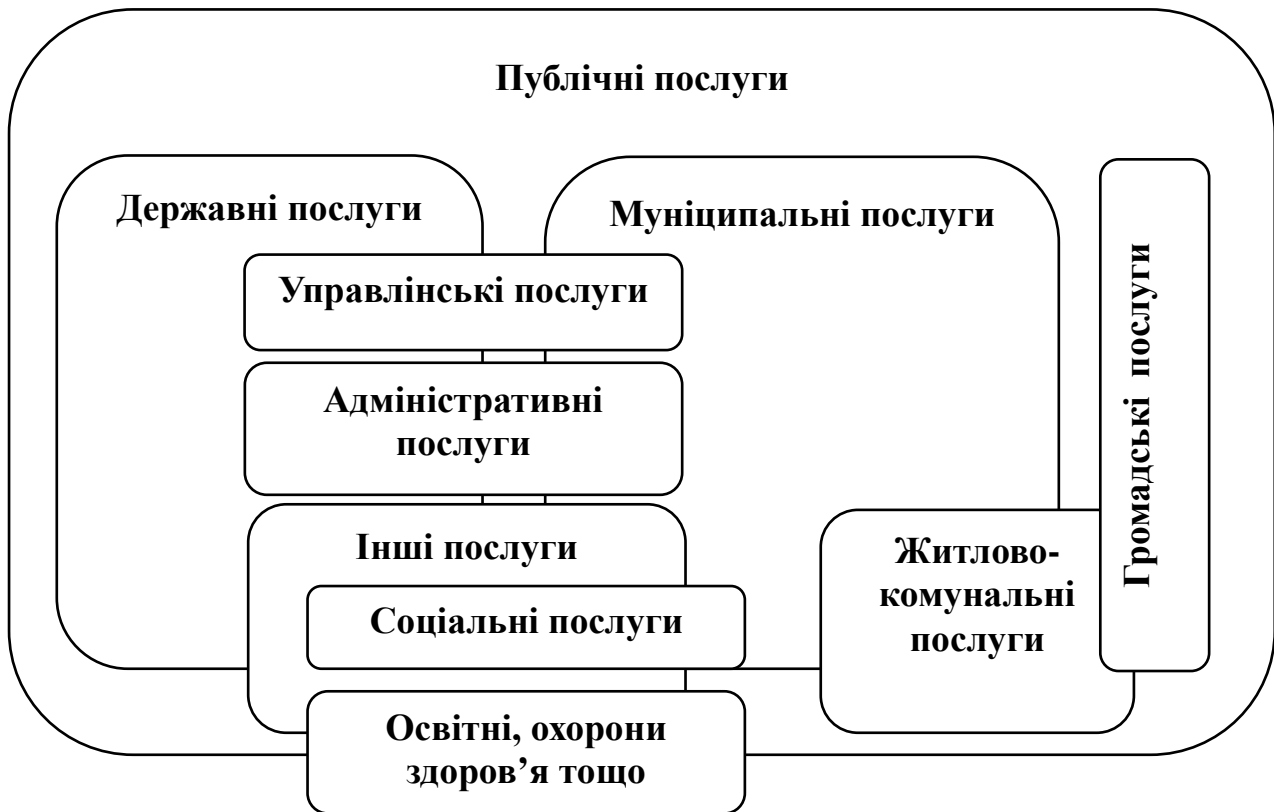 Публічні послуги
Державні послуги
Муніципальні послуги
Управлінські послуги
Адміністративні
послуги
Інші послуги
Соціальні послуги
Освітні, охорони
здоров’я тощо
Житлово-
комунальні
послуги
Громадські послуги